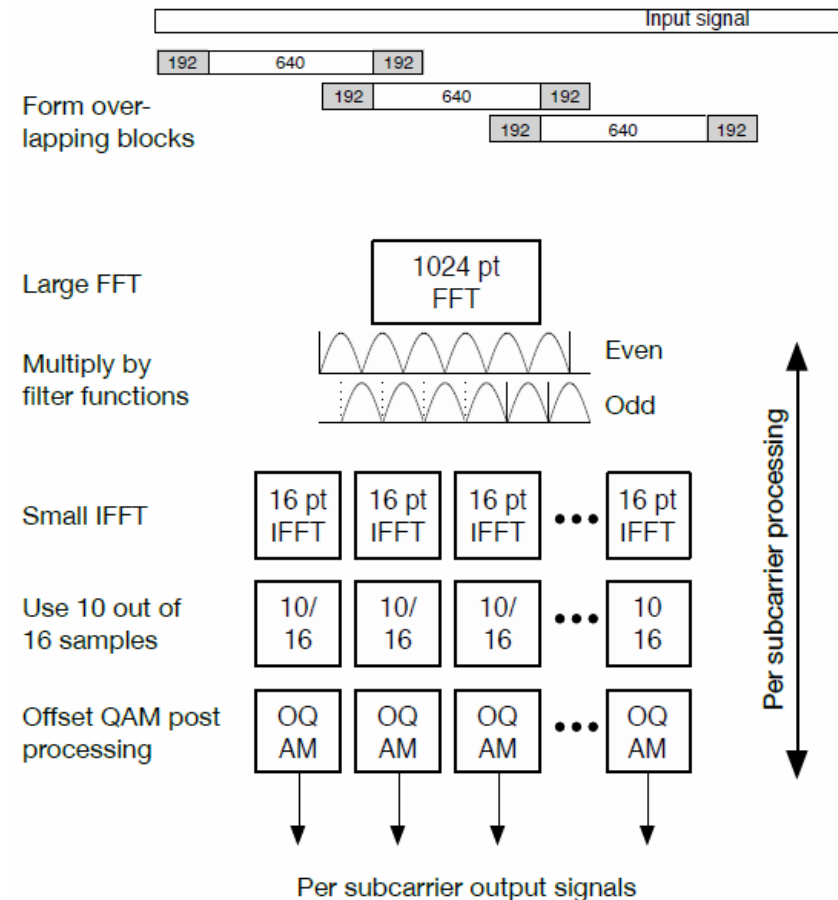 Input signal
192 640 192
192 640 192
192 640 192
Form over-
lapping blocks
Large FFT
1024 pt
FFT
Multiply by
filter functions
Even
Odd
Per subcarrier processing
Small IFFT
16 pt
IFFT
16 pt
IFFT
16 pt
IFFT
•••
16 pt
IFFT
Use 10 out of
16 samples
10/
16
10/
16
10/
16
•••
10
16
Offset QAM post
processing
OQ
AM
OQ
AM
OQ
AM
•••
OQ
AM
Per subcarrier output signals